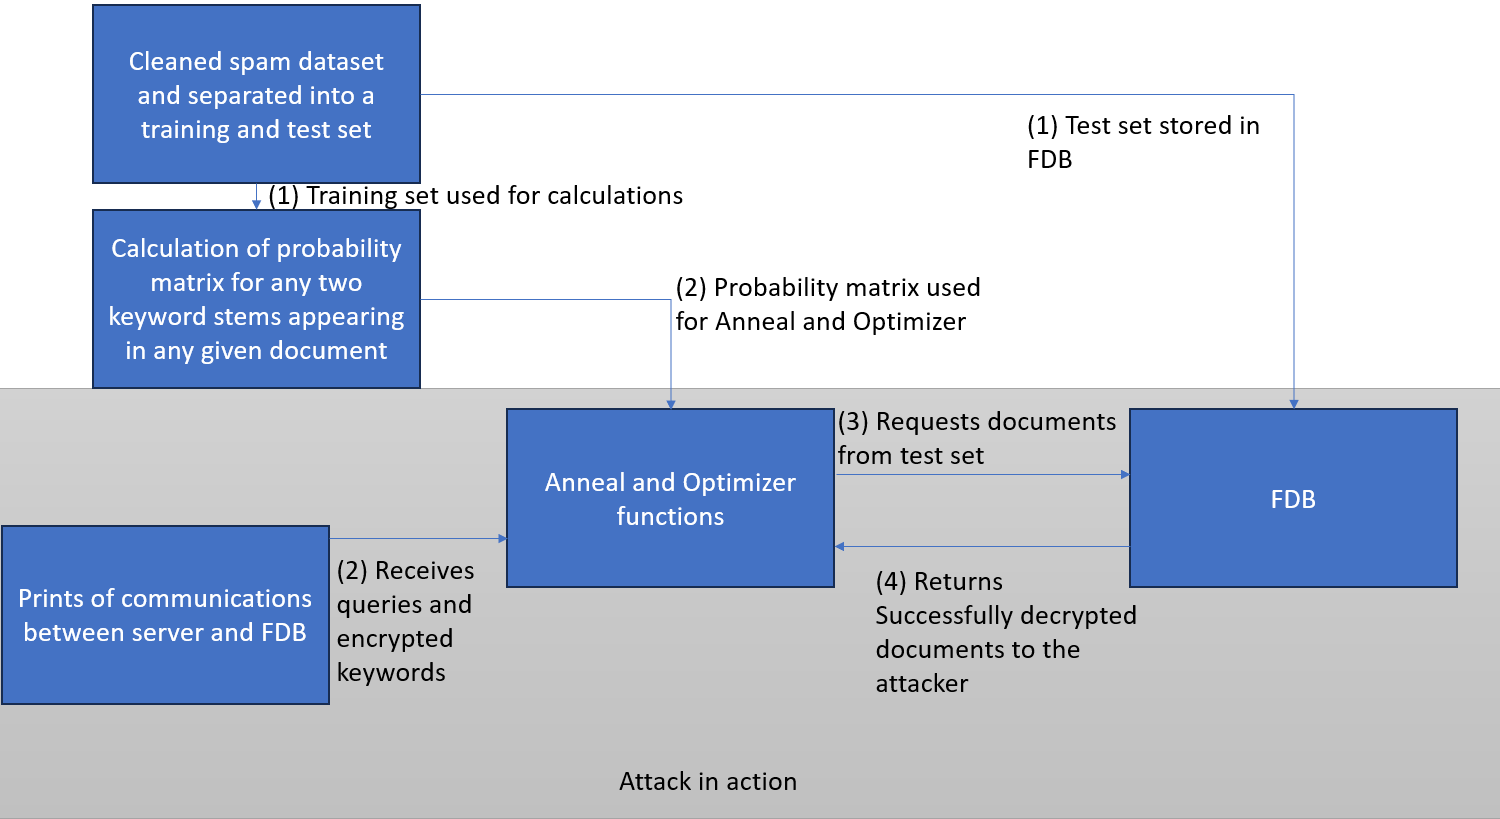 Cleaned spam dataset
and separated into a
training and test set
(1) Test set stored in
FDB
(1) Training set used for calculations
Calculation of probability
matrix for any two
keyword stems appearing
in any given document
(2) Probability matrix used
for Anneal and Optimizer
Anneal and Optimizer
functions
(3) Requests documents
from test set
FDB
Prints of communications
between server and FDB
(2) Receives
queries and
encrypted
keywords
(4) Returns
Successfully decrypted
documents to the
attacker
Attack in action